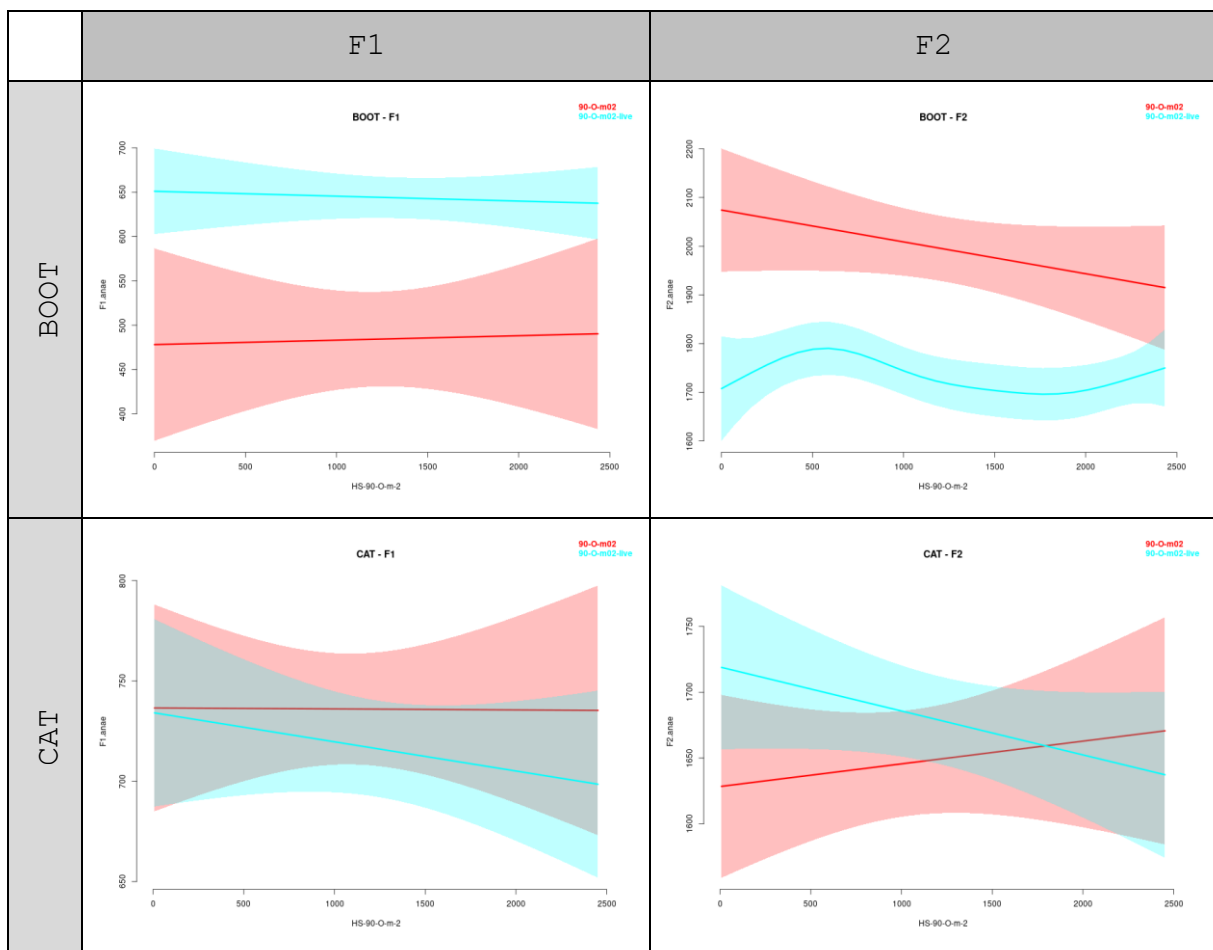 F1
F2
BOOT
BOOT - F1
90-O-m02
90-O-m02-live
F1.anae
700
650
600
550
500
450
400
0
500
1000
1500
2000
2500
HS-90-O-m-2
BOOT - F2
90-O-m02
90-O-m02-live
F2.anae
2200
2100
2000
1900
1800
1700
1600
0
500
1000
1500
2000
2500
HS-90-O-m-2
CAT
CAT - F1
90-O-m02
90-O-m02-live
F1.anae
800
750
700
650
0
500
1000
1500
2000
2500
HS-90-O-m-2
CAT - F2
90-O-m02
90-O-m02-live
F2.anae
1750
1700
1650
1600
0
500
1000
1500
2000
2500
HS-90-O-m-2